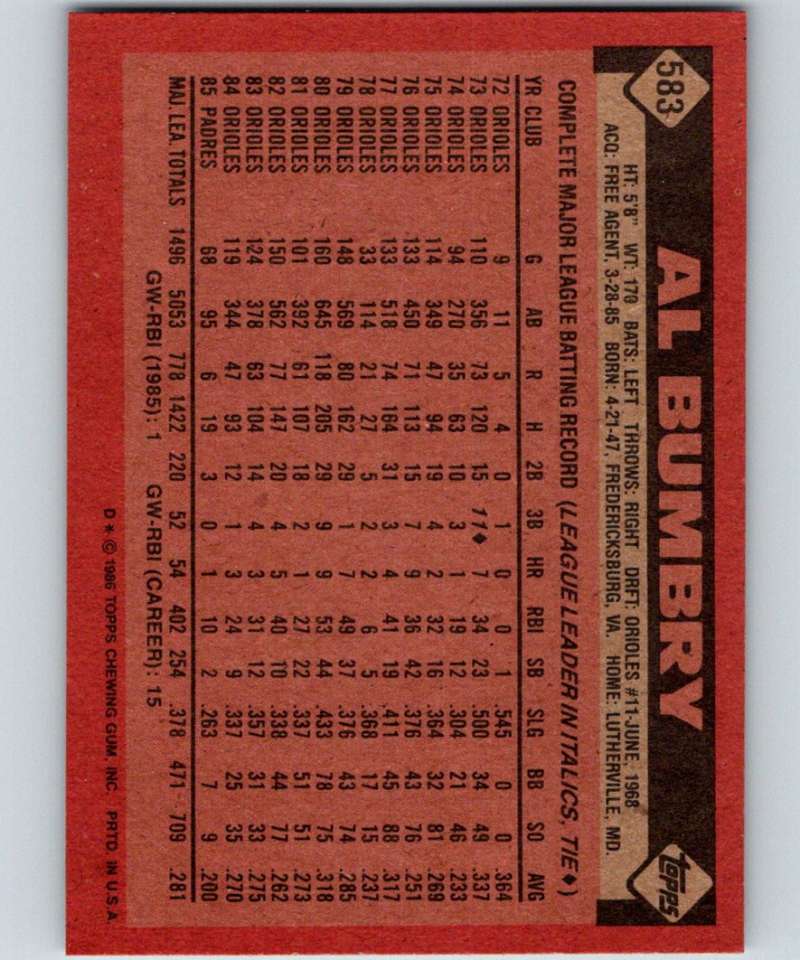 583
AL BUMBRY
Topps
HT: 5'8" WT: 170 BATS: LEFT THROWS: RIGHT DRFT: ORIOLES #11-JUNE, 1968
ACQ: FREE AGENT, 3-28-85 BORN: 4-21-47, FREDERICKSBURG, VA. HOME: LUTHERVILLE, MD.
COMPLETE MAJOR LEAGUE BATTING RECORD (LEAGUE LEADER IN ITALICS, TIE♦)
YR CLUB G AB R H 2B 3B HR RBI SB SLG BB SO AVG
72 ORIOLES 9 11 5 4 0 1 0 0 1 .545 0 0 .364
73 ORIOLES 110 356 73 120 15 11♦ 7 34 23 .500 34 49 .337
74 ORIOLES 94 270 35 63 10 3 1 19 12 .304 21 46 .233
75 ORIOLES 114 349 47 94 19 4 2 32 16 .364 32 81 .269
76 ORIOLES 133 450 71 113 15 7 9 36 42 .376 43 76 .251
77 ORIOLES 133 518 74 164 31 3 4 41 19 .411 45 88 .317
78 ORIOLES 33 114 21 27 5 2 2 6 5 .368 17 15 .237
79 ORIOLES 148 569 80 162 29 1 7 49 37 .376 43 74 .285
80 ORIOLES 160 645 118 205 29 9 9 53 44 .433 78 75 .318
81 ORIOLES 101 392 61 107 18 2 1 27 22 .337 51 51 .273
82 ORIOLES 150 562 77 147 20 4 5 40 10 .338 44 77 .262
83 ORIOLES 124 378 63 104 14 4 3 31 12 .357 31 33 .275
84 ORIOLES 119 344 47 93 12 1 3 24 9 .337 25 35 .270
85 PADRES 68 95 6 19 3 0 1 10 2 .263 7 9 .200
MAJ. LEA. TOTALS 1496 5053 778 1422 220 52 54 402 254 .378 471 709 .281
GW-RBI (1985): 1 GW-RBI (CAREER): 15
D* © 1986 TOPPS CHEWING GUM, INC. PRTD. IN U.S.A.